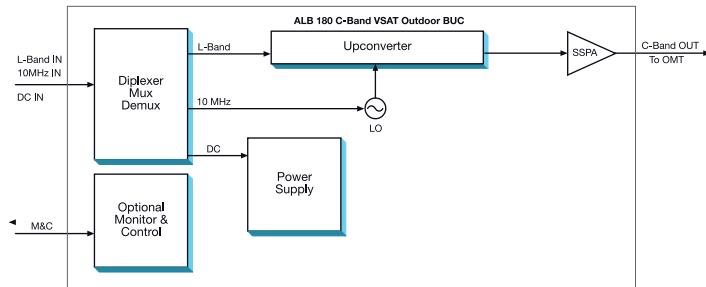 ALB 180 C-Band VSAT Outdoor BUC
L-Band IN
10MHz IN
DC IN
Diplexer
Mux
Demux
L-Band
Upconverter
SSPA
C-Band OUT
To OMT
10 MHz
LO
DC
Power
Supply
Optional
Monitor &
Control
M&C